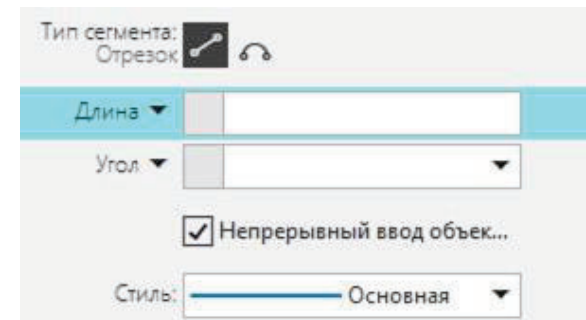 Тип сегмента:
Отрезок
Длина
Угол
Непрерывный ввод объек...
Стиль: Основная